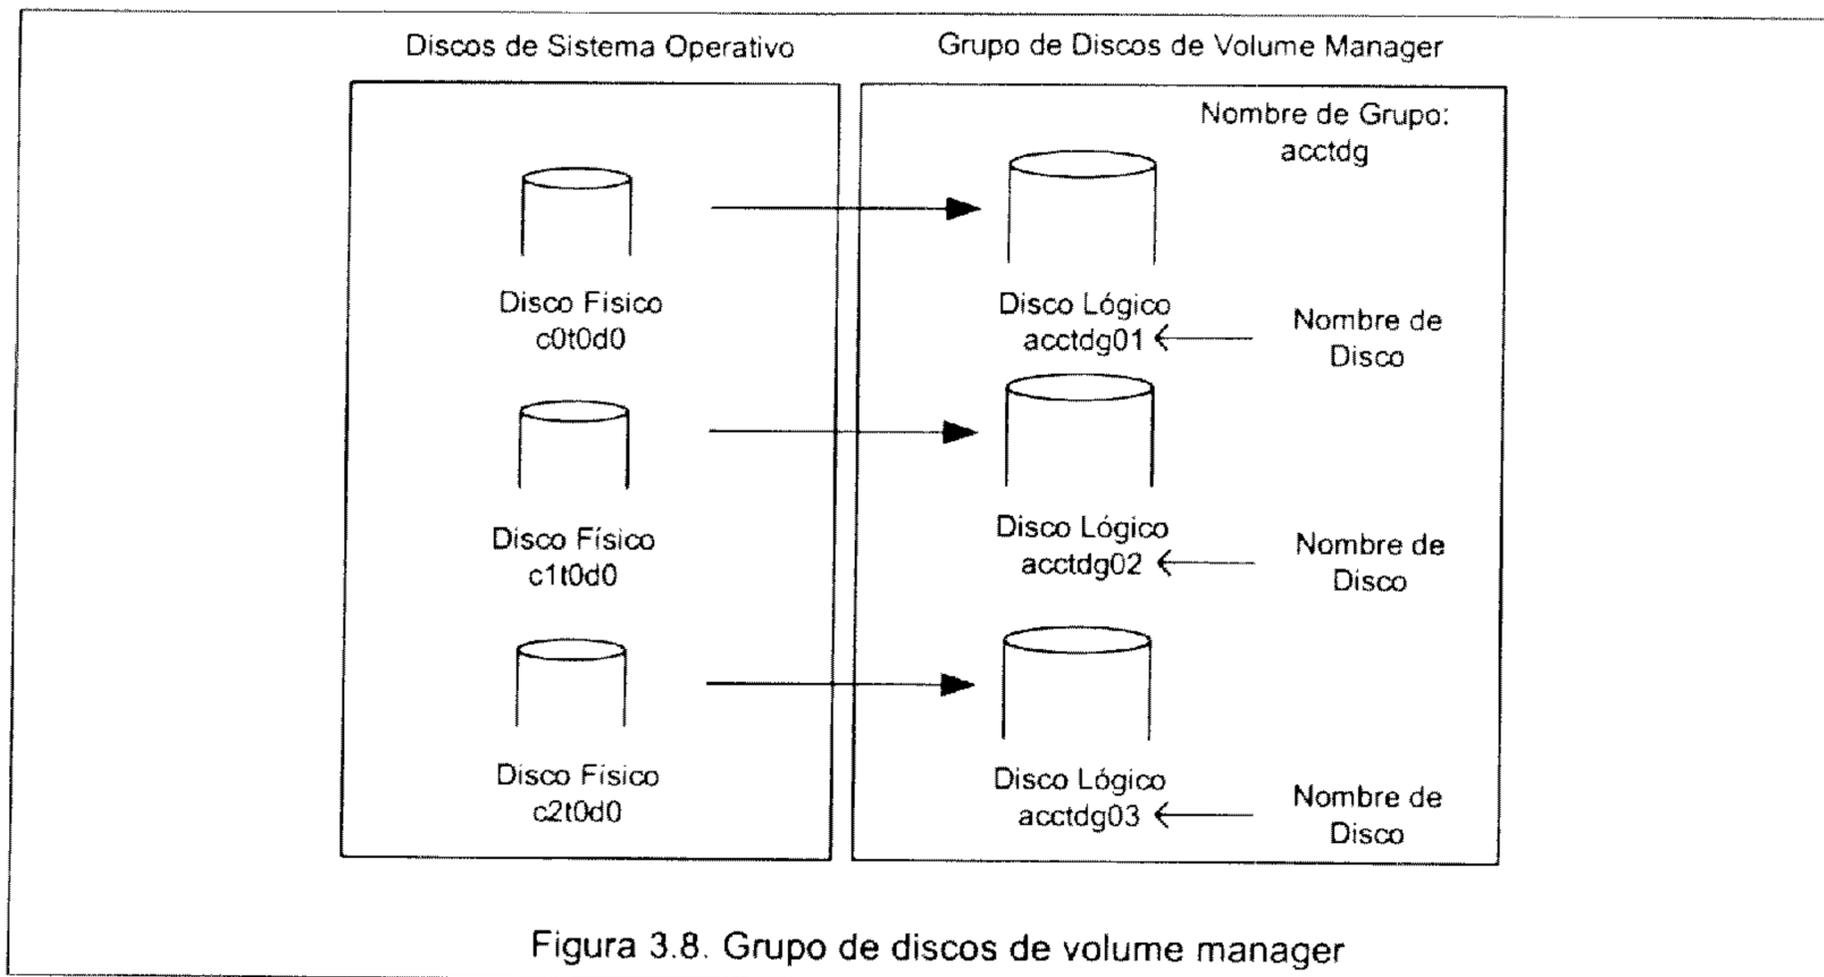 Discos de Sistema Operativo
Grupo de Discos de Volume Manager
Nombre de Grupo:
acctdg
Disco Físico
c0t0d0
Disco Lógico
acctdg01
Nombre de
Disco
Disco Físico
c1t0d0
Disco Lógico
acctdg02
Nombre de
Disco
Disco Físico
c2t0d0
Disco Lógico
acctdg03
Nombre de
Disco
Figura 3.8. Grupo de discos de volume manager